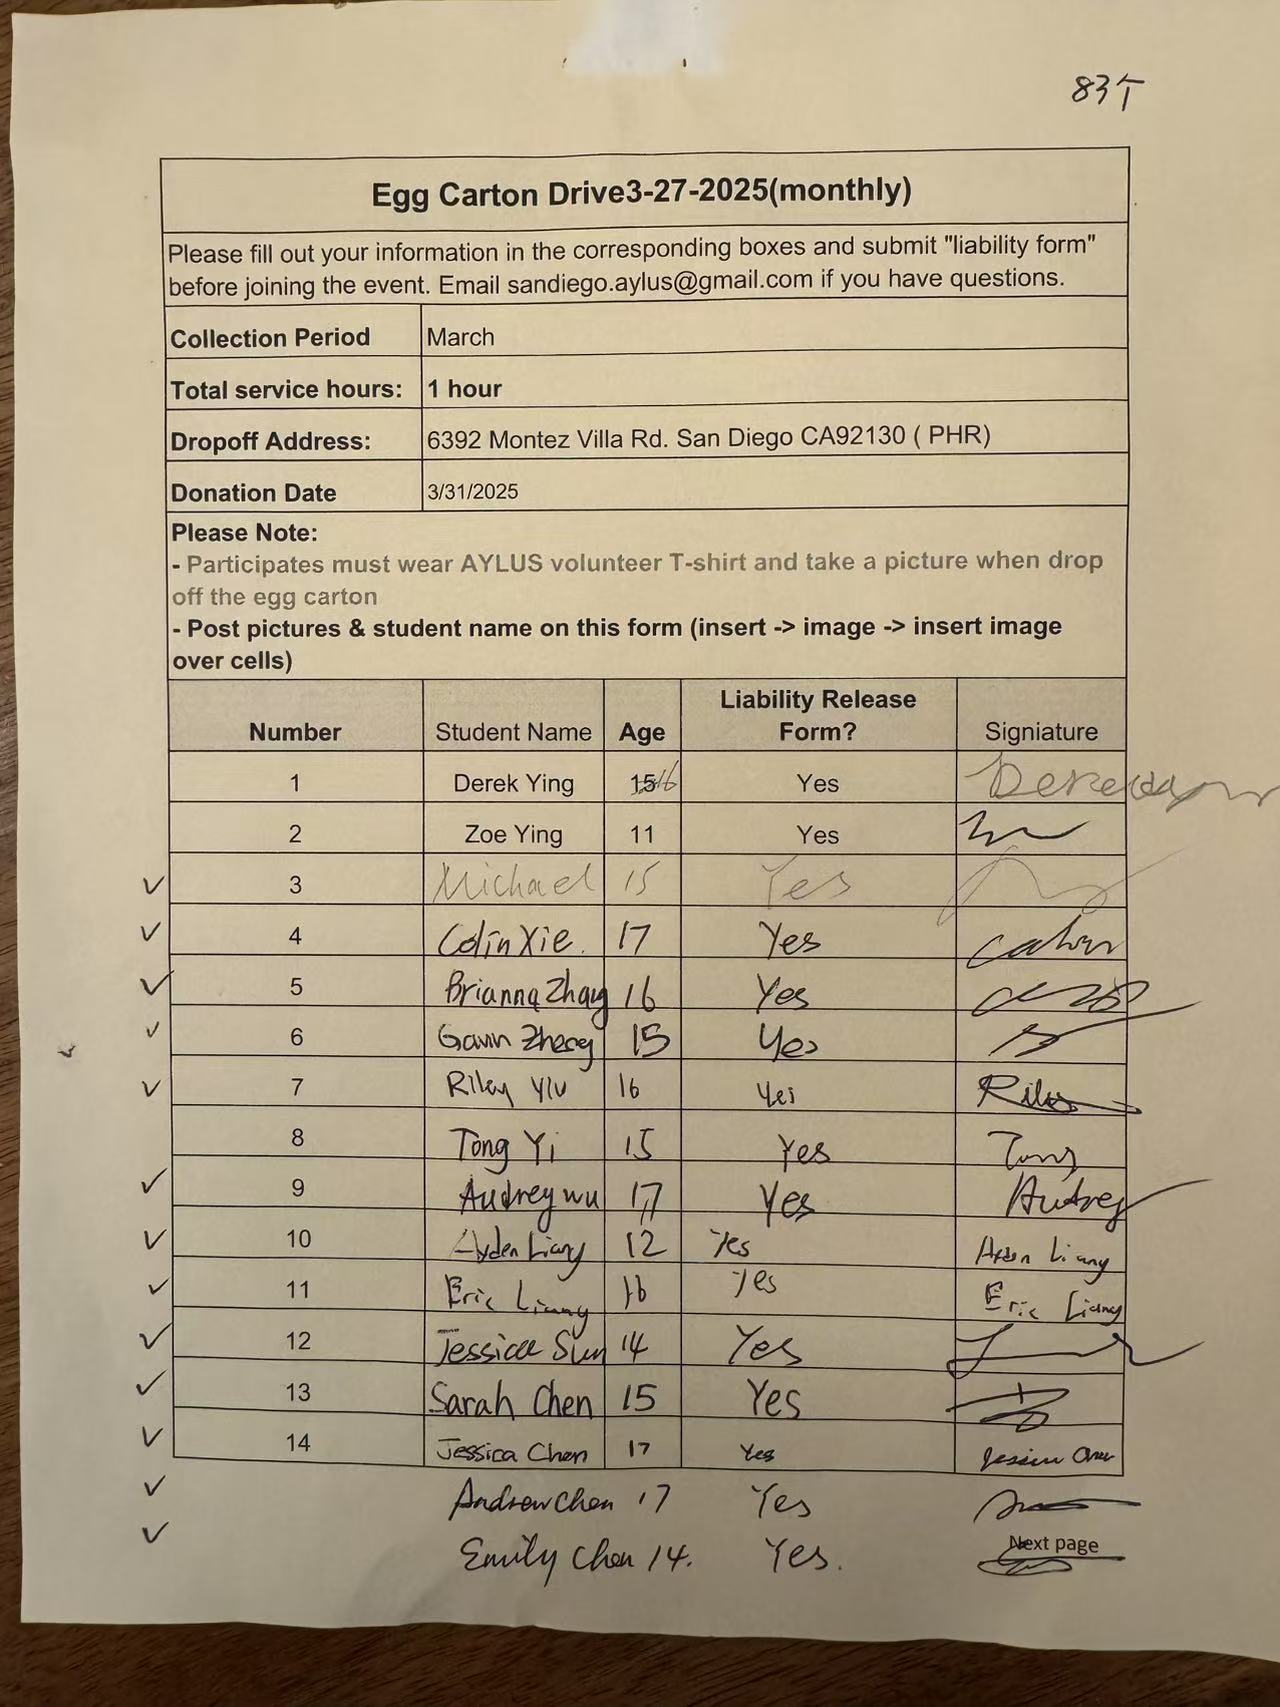 83个
Egg Carton Drive3-27-2025(monthly)
Please fill out your information in the corresponding boxes and submit "liability form"
before joining the event. Email sandiego.aylus@gmail.com if you have questions.
Collection Period March
Total service hours: 1 hour
Dropoff Address: 6392 Montez Villa Rd. San Diego CA92130 ( PHR)
Donation Date 3/31/2025
Please Note:
- Participates must wear AYLUS volunteer T-shirt and take a picture when drop
off the egg carton
- Post pictures & student name on this form (insert -> image -> insert image
over cells)
Number Student Name Age Liability Release Form? Signiature
1 Derek Ying 15 16 Yes
2 Zoe Ying 11 Yes
3 Michael 15 Yes
4 Colin Xie. 17 Yes
5 Brianna Zhang 16 Yes
6 Gavin Zheng 15 Yes
7 Riley Yiu 16 Yes Riley
8 Tong Yi 15 Yes Tong
9 Audrey wu 17 Yes Audrey
10 Ayden Liang 12 Yes Ayden Liang
11 Eric Liang 16 Yes Eric Liang
12 Jessica Sun 14 Yes
13 Sarah Chen 15 Yes
14 Jessica Chen 17 Yes Jessica Chen
Andrew Chen 17 Yes
Emily Chen 14. Yes.
Next page